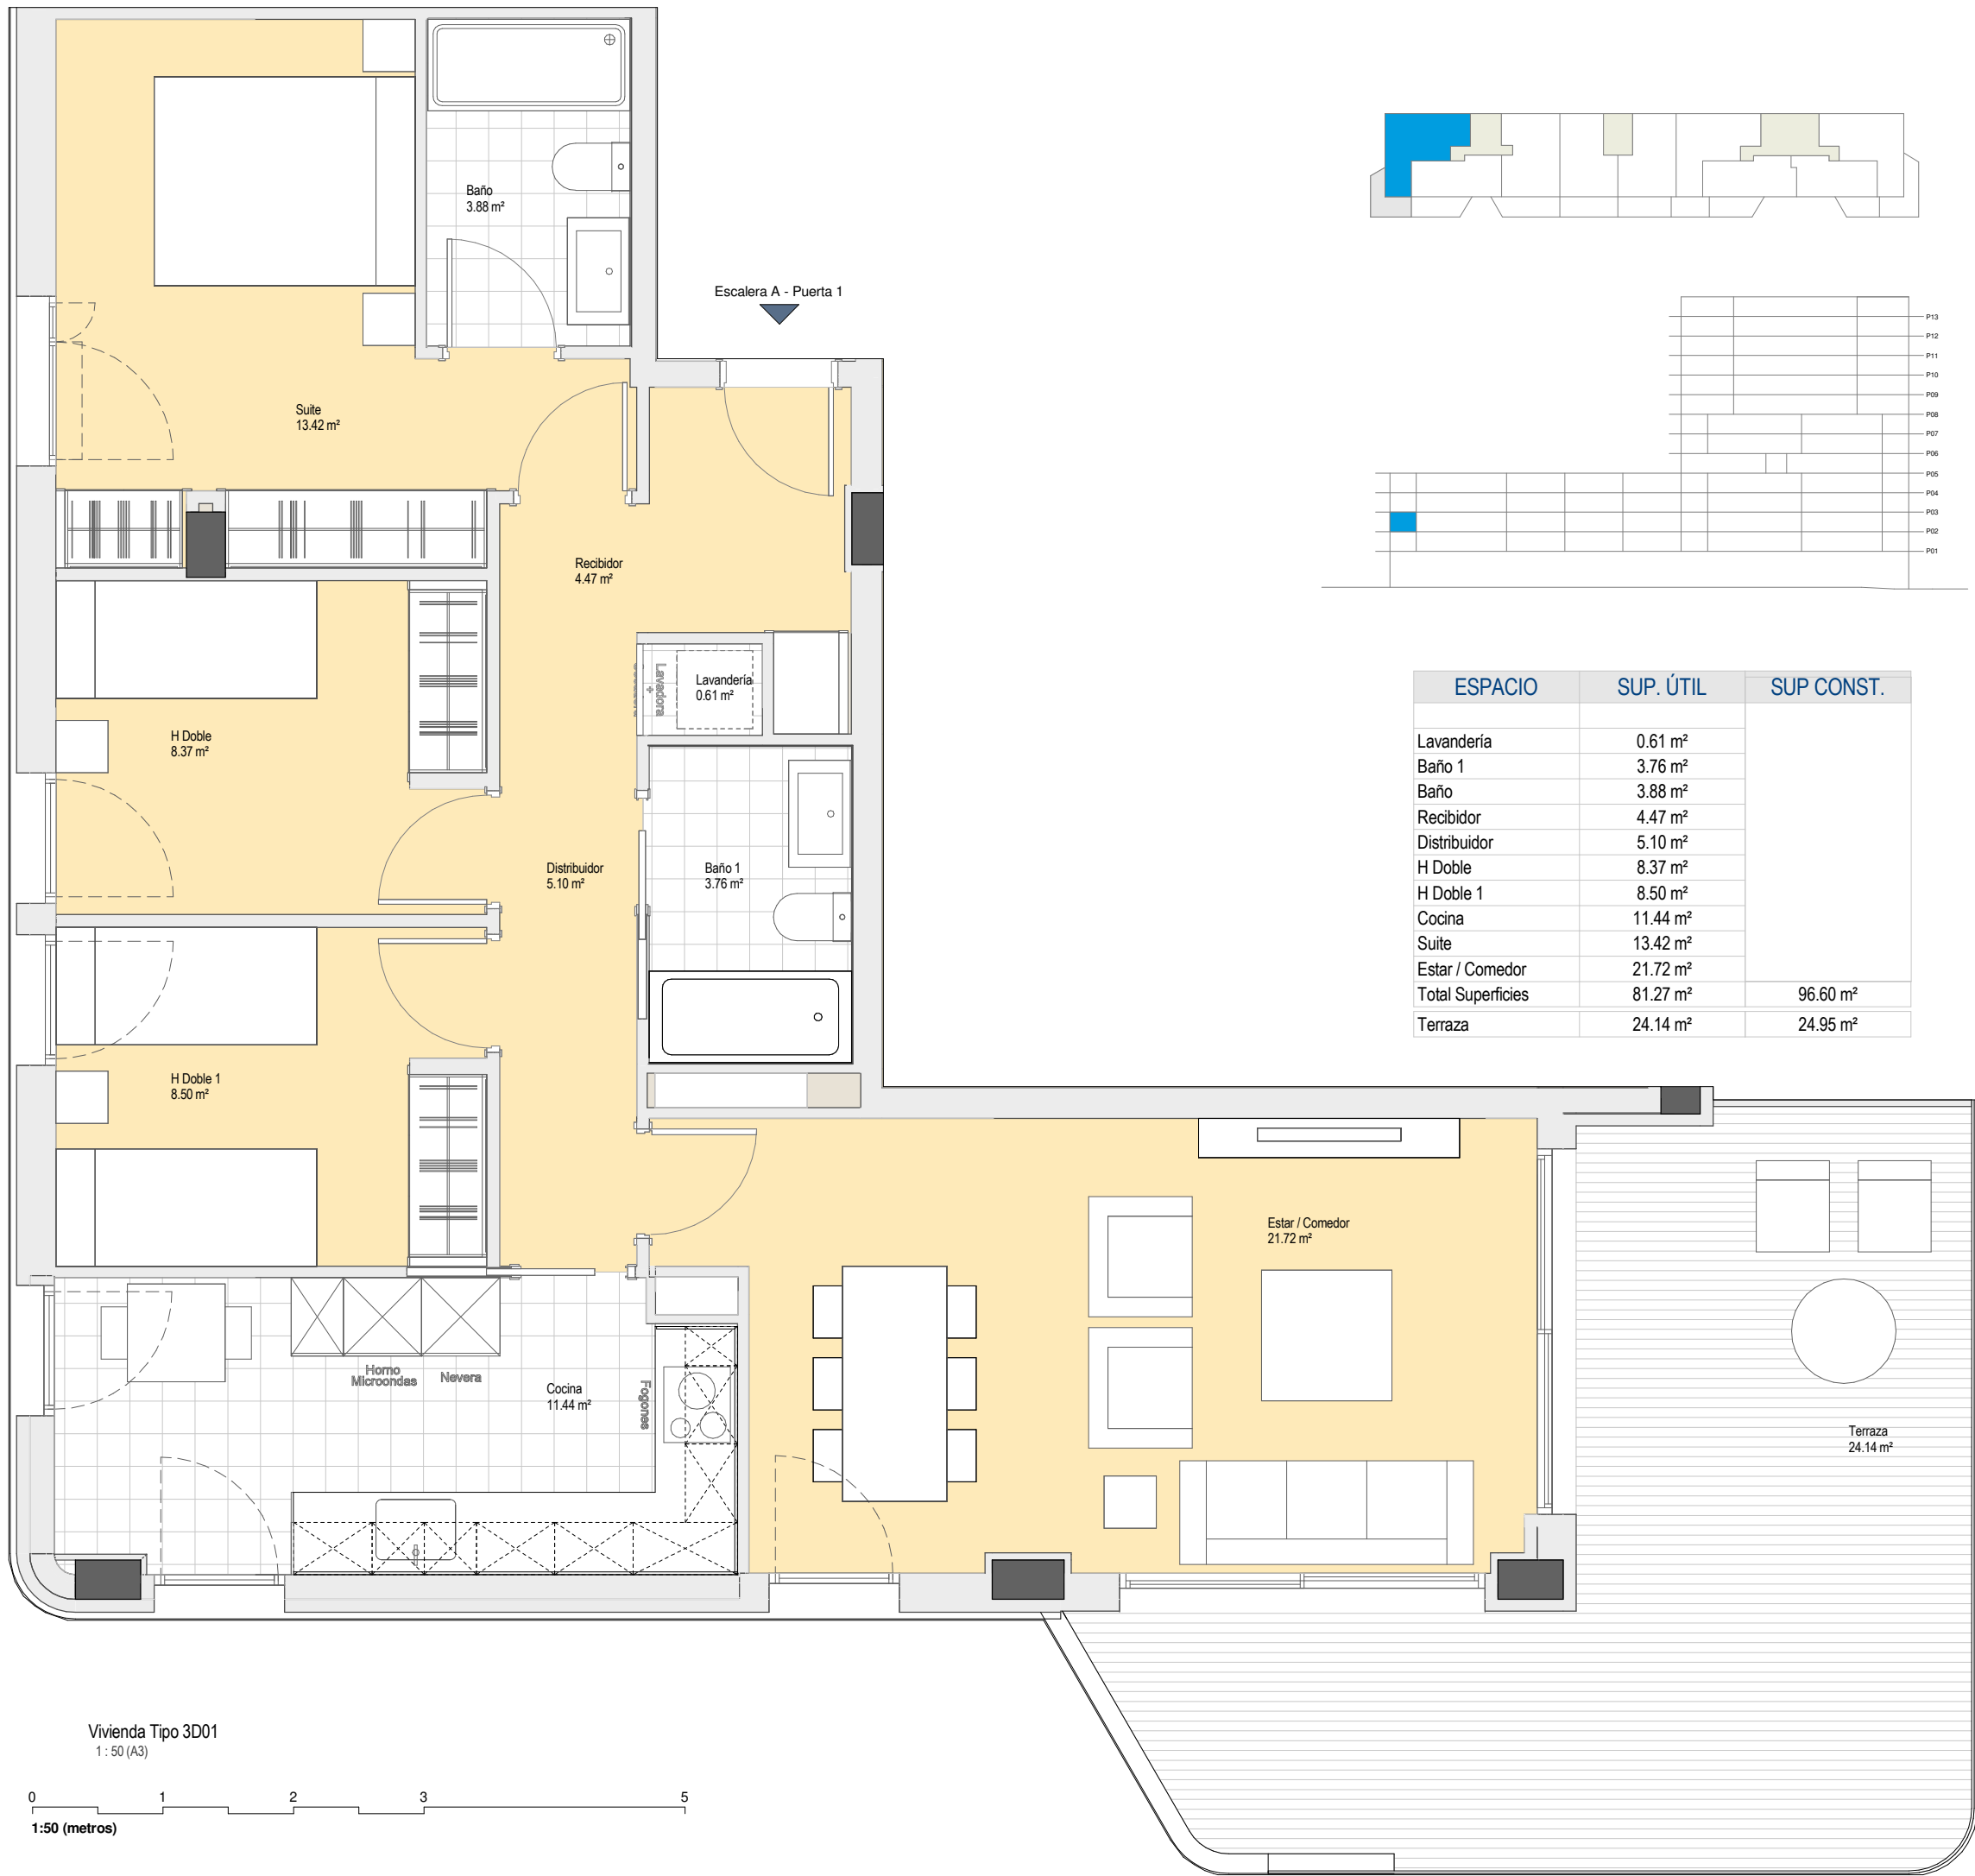 Baño
3.88 m²
Escalera A - Puerta 1
Suite
13.42 m²
Recibidor
4.47 m²
Lavandería
0.61 m²
Lavadora
+
H Doble
8.37 m²
Distribuidor
5.10 m²
Baño 1
3.76 m²
H Doble 1
8.50 m²
Estar / Comedor
21.72 m²
Horno
Microondas
Nevera
Cocina
11.44 m²
Fogones
Terraza
24.14 m²
P13
P12
P11
P10
P09
P08
P07
P06
P05
P04
P03
P02
P01
ESPACIO SUP. ÚTIL SUP CONST.
Lavandería 0.61 m²
Baño 1 3.76 m²
Baño 3.88 m²
Recibidor 4.47 m²
Distribuidor 5.10 m²
H Doble 8.37 m²
H Doble 1 8.50 m²
Cocina 11.44 m²
Suite 13.42 m²
Estar / Comedor 21.72 m²
Total Superficies 81.27 m² 96.60 m²
Terraza 24.14 m² 24.95 m²
Vivienda Tipo 3D01
1 : 50 (A3)
0 1 2 3 5
1:50 (metros)